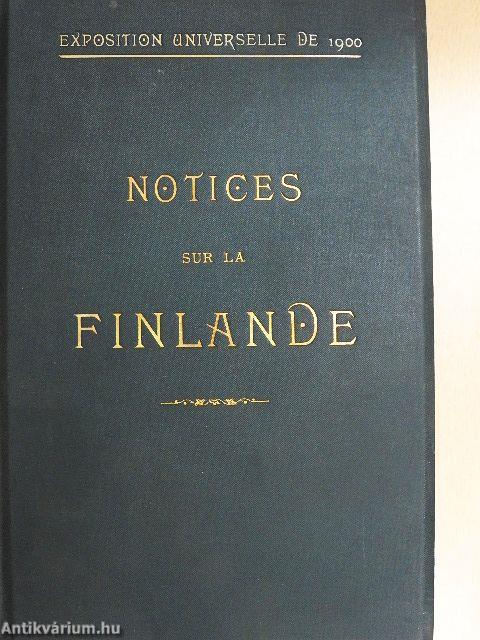 EXPOSITION UNIVERSELLE DE 1900
NOTICES
SUR LA
FINLANDE
Antikvárium.hu